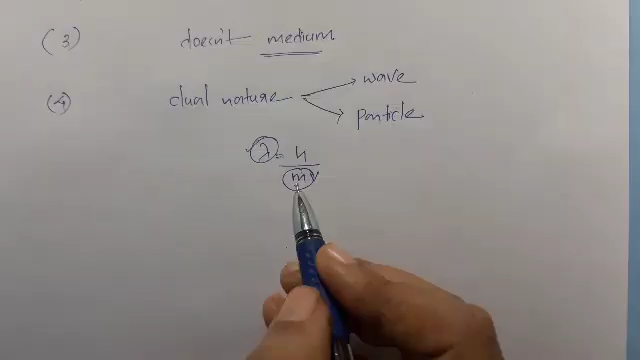 (3) doesn't medium
(4) dual nature wave
particle
λ = h
mv